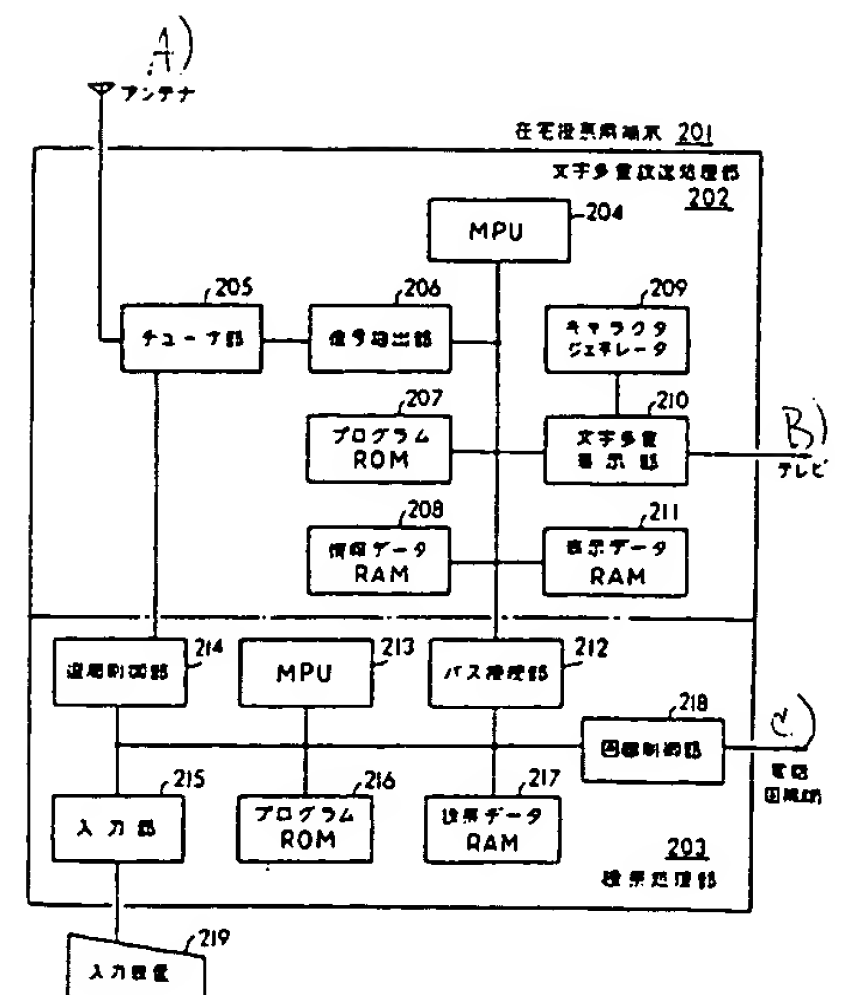 A)
アンテナ
在宅投票用端末 201
文字多重放送処理部
202
MPU
204
205
チューナ部
206
信号抽出部
209
キャラクタ
ジェネレータ
207
プログラム
ROM
210
文字多重
表示部
B)
テレビ
208
情報データ
RAM
211
表示データ
RAM
選局制御部
214
MPU
213
バス接続部
212
218
回線制御部
C)
電話
回線網
215
入力部
216
プログラム
ROM
217
投票データ
RAM
203
投票処理部
219
入力装置